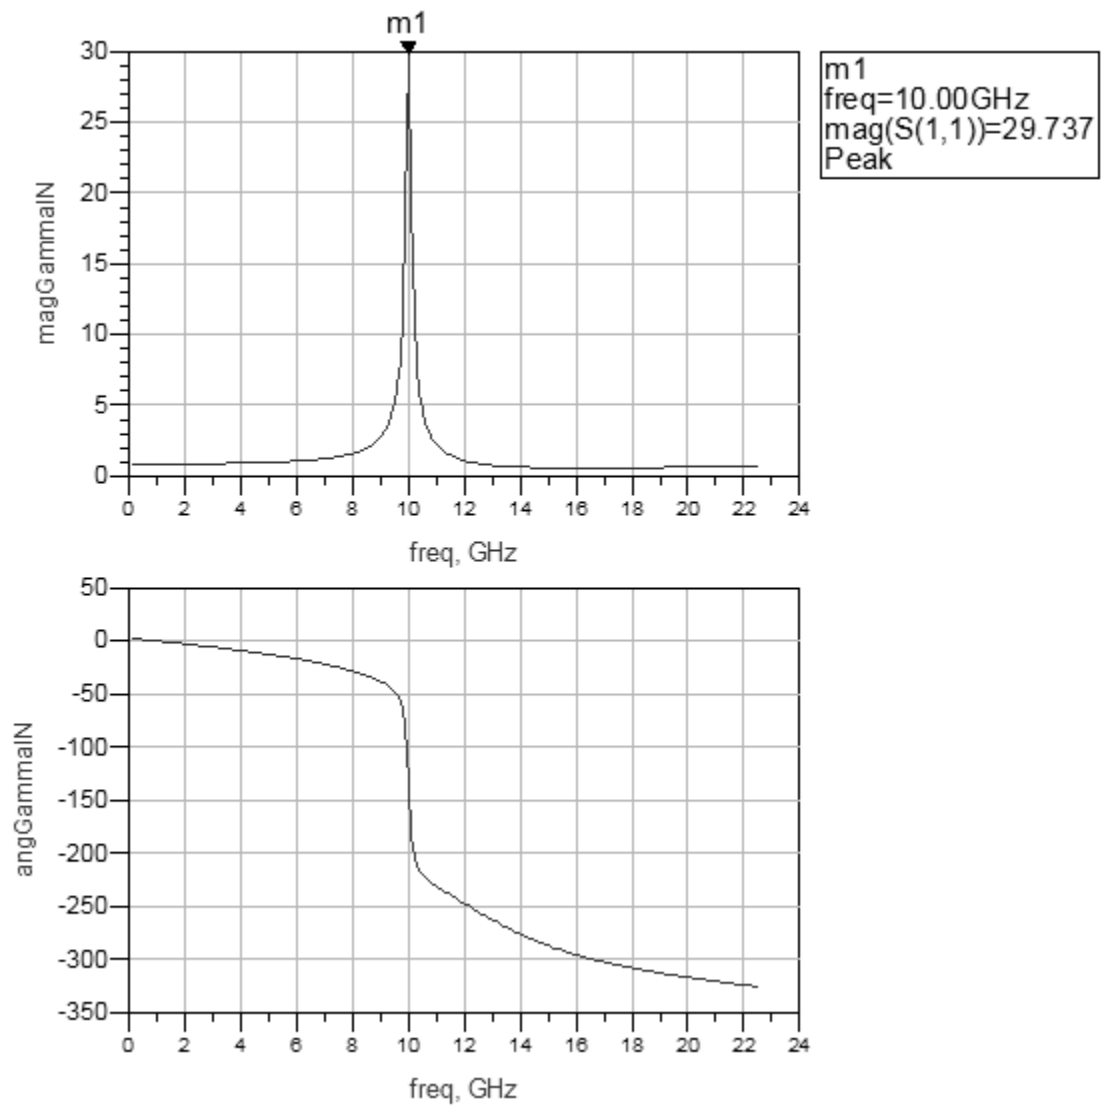 m1
30
25
20
15
10
5
0
magGammaIN
0 2 4 6 8 10 12 14 16 18 20 22 24
freq, GHz
m1
freq=10.00GHz
mag(S(1,1))=29.737
Peak
50
0
-50
-100
-150
-200
-250
-300
-350
angGammaIN
0 2 4 6 8 10 12 14 16 18 20 22 24
freq, GHz